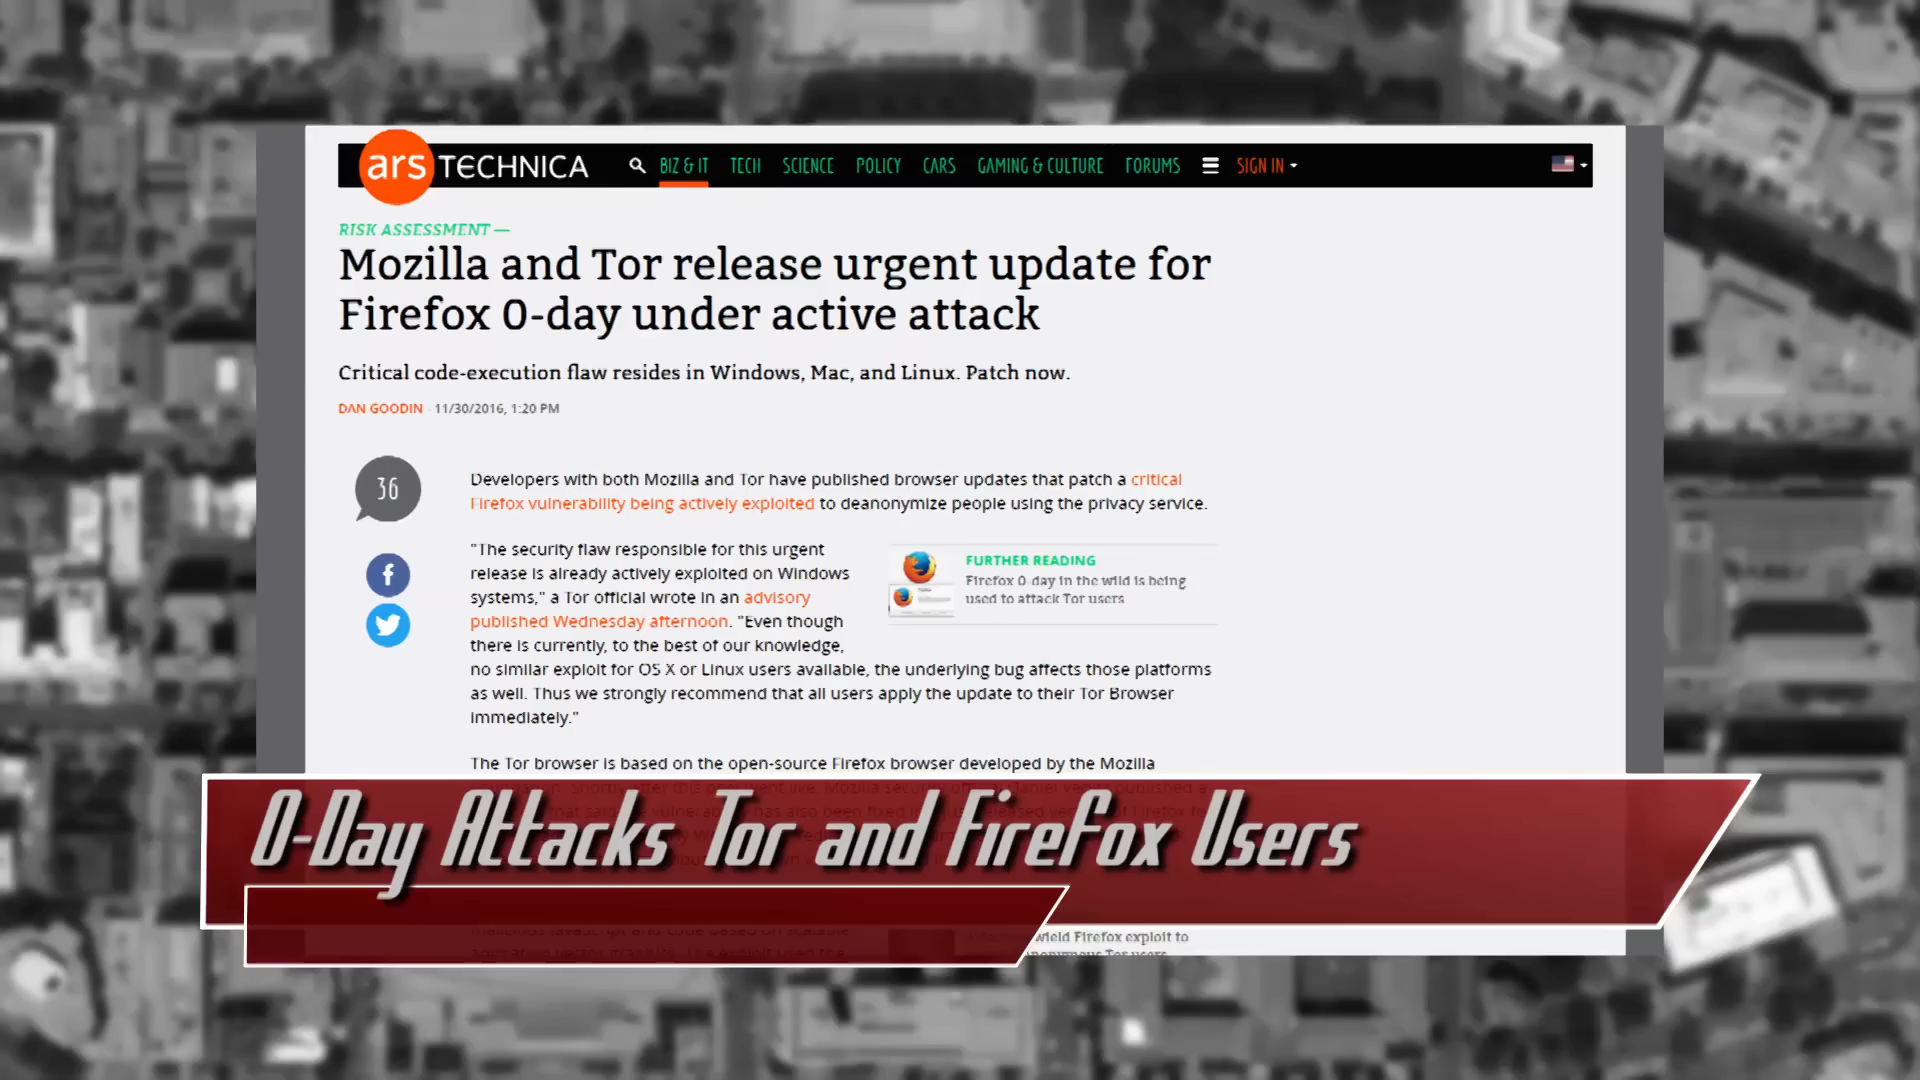 ars TECHNICA BIZ & IT TECH SCIENCE POLICY CARS GAMING & CULTURE FORUMS SIGN IN
RISK ASSESSMENT —
Mozilla and Tor release urgent update for
Firefox 0-day under active attack
Critical code-execution flaw resides in Windows, Mac, and Linux. Patch now.
DAN GOODIN - 11/30/2016, 1:20 PM
36
Developers with both Mozilla and Tor have published browser updates that patch a critical
Firefox vulnerability being actively exploited to deanonymize people using the privacy service.
"The security flaw responsible for this urgent
release is already actively exploited on Windows
systems," a Tor official wrote in an advisory
published Wednesday afternoon. "Even though
there is currently, to the best of our knowledge,
no similar exploit for OS X or Linux users available, the underlying bug affects those platforms
as well. Thus we strongly recommend that all users apply the update to their Tor Browser
immediately."
FURTHER READING
Firefox 0-day in the wild is being
used to attack Tor users
The Tor browser is based on the open-source Firefox browser developed by the Mozilla
0-Day Attacks Tor and Firefox Users
malicious JavaScript and code based on scalable
wield Firefox exploit to
Tor users